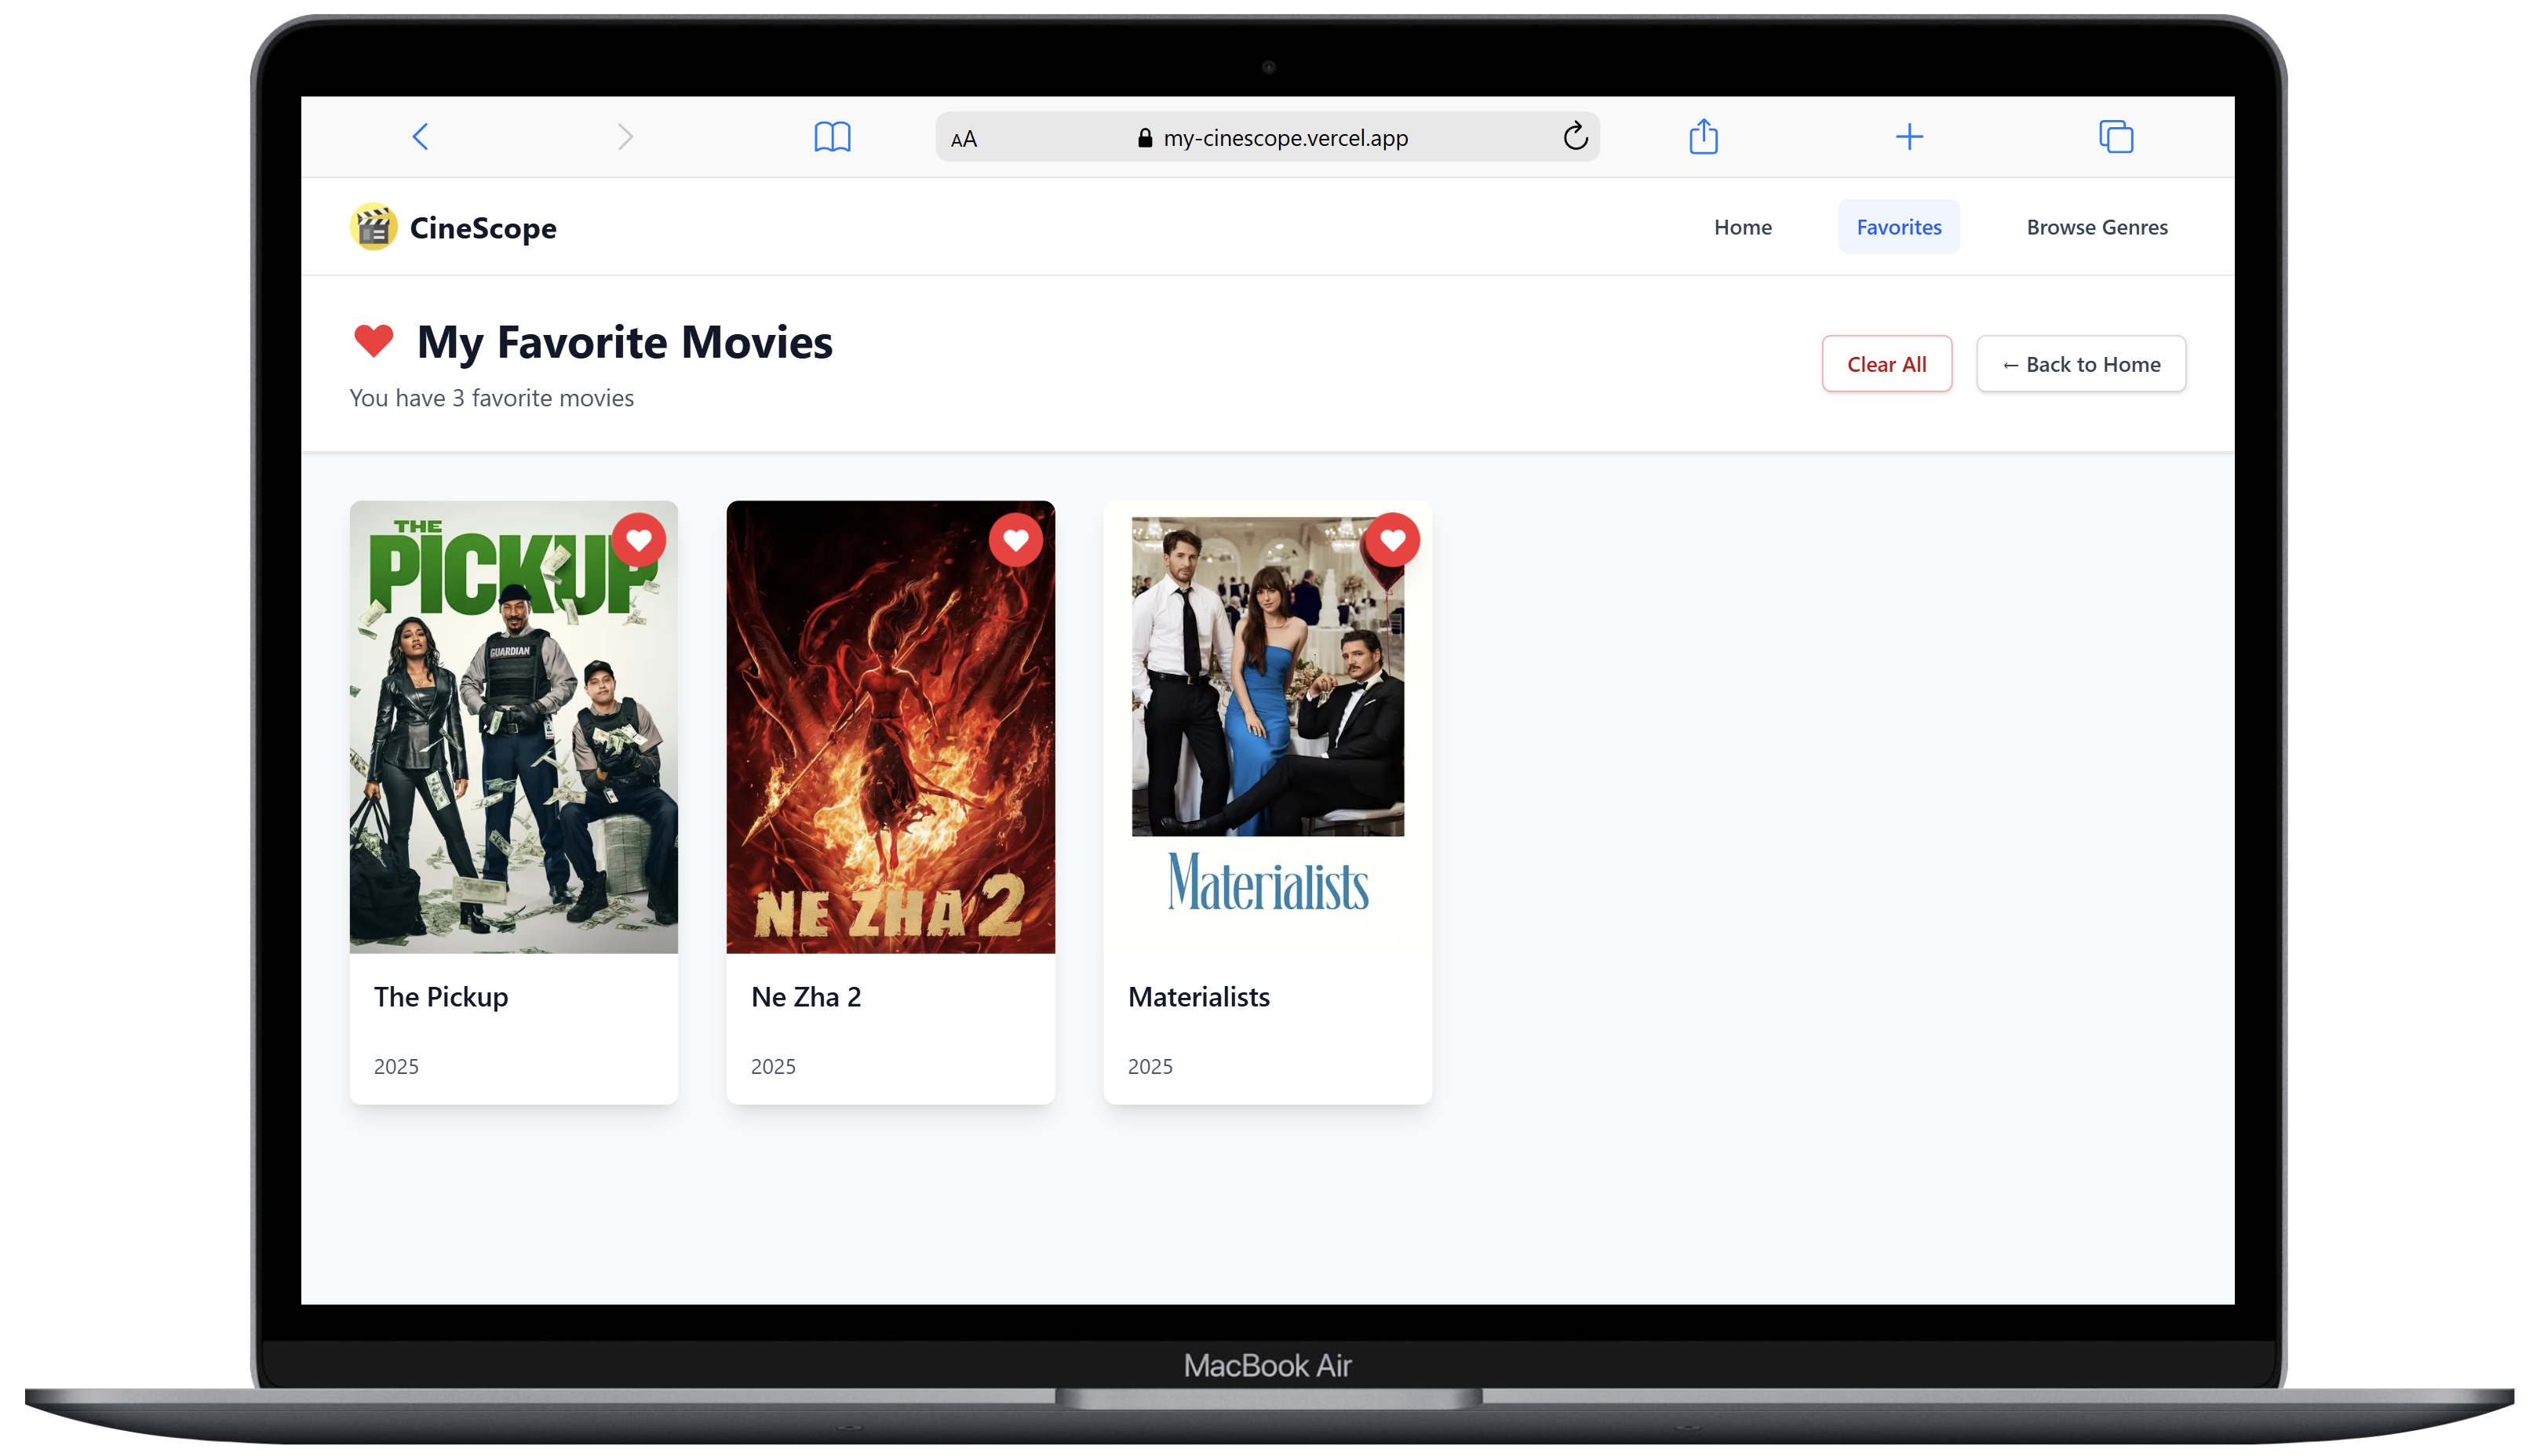 AA my-cinescope.vercel.app
CineScope
Home Favorites Browse Genres
My Favorite Movies
You have 3 favorite movies
Clear All ← Back to Home
THE
PICKUP
GUARDIAN
NE ZHA 2
Materialists
The Pickup
2025
Ne Zha 2
2025
Materialists
2025
MacBook Air